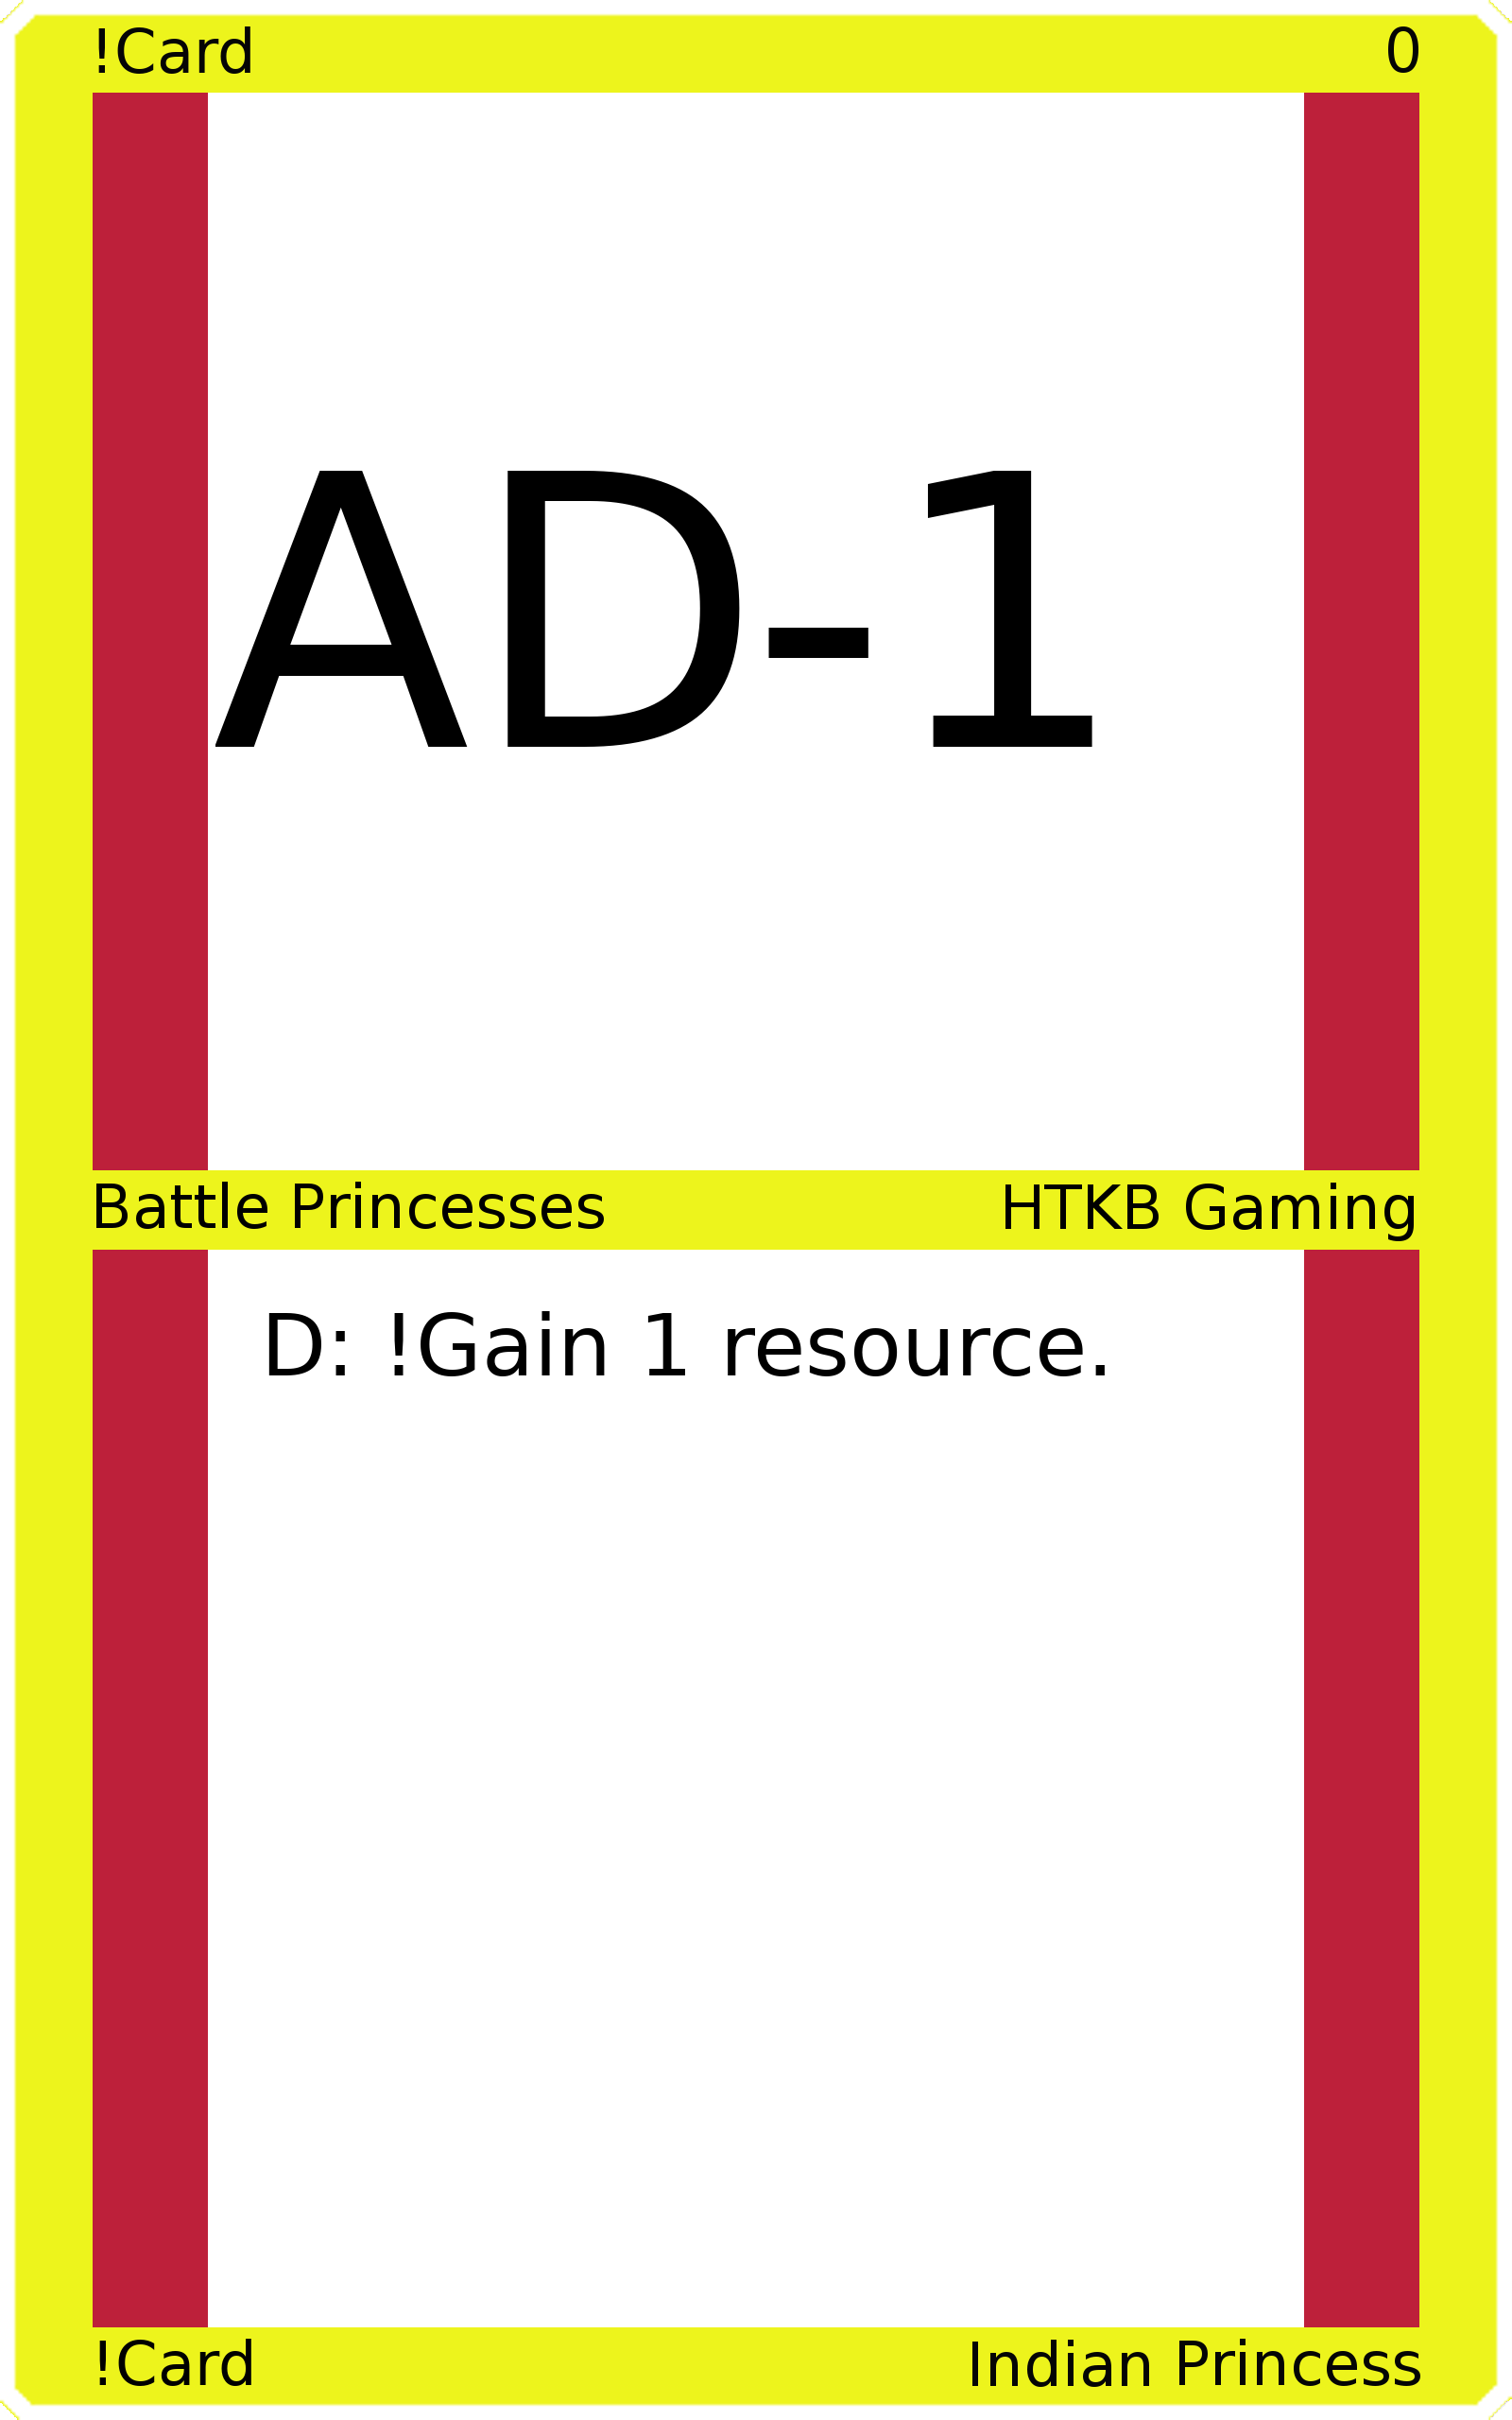 !Card 0
AD-1
Battle Princesses HTKB Gaming
D: !Gain 1 resource.
!Card Indian Princess